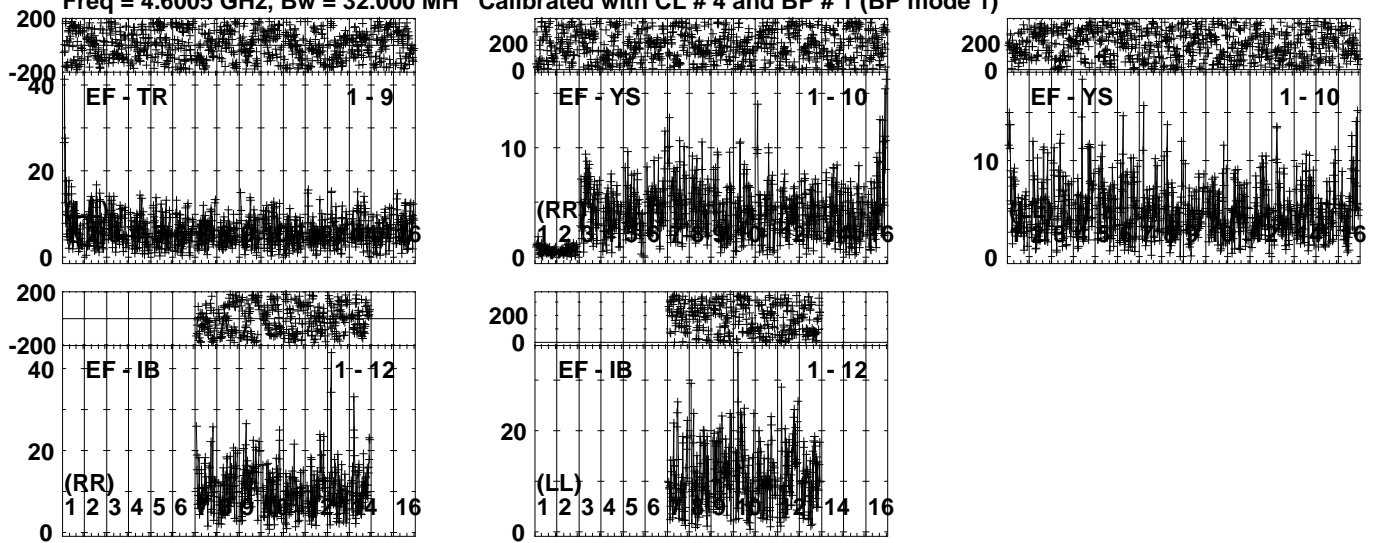 Freq = 4.6005 GHz, Bw = 32.000 MH Calibrated with CL # 4 and BP # 1 (BP mode 1)
200
-200
40
EF - TR 1 - 9
20
0
200
0
EF - YS 1 - 10
10
(RR)
1 2 3 4 5 6 7 8 9 10 12 14 16
0
200
0
EF - YS 1 - 10
10
0
200
-200
40
EF - IB 1 - 12
20
(RR)
1 2 3 4 5 6 7 8 9 10 12 14 16
0
200
0
EF - IB 1 - 12
20
(LL)
1 2 3 4 5 6 7 8 9 10 12 14 16
0